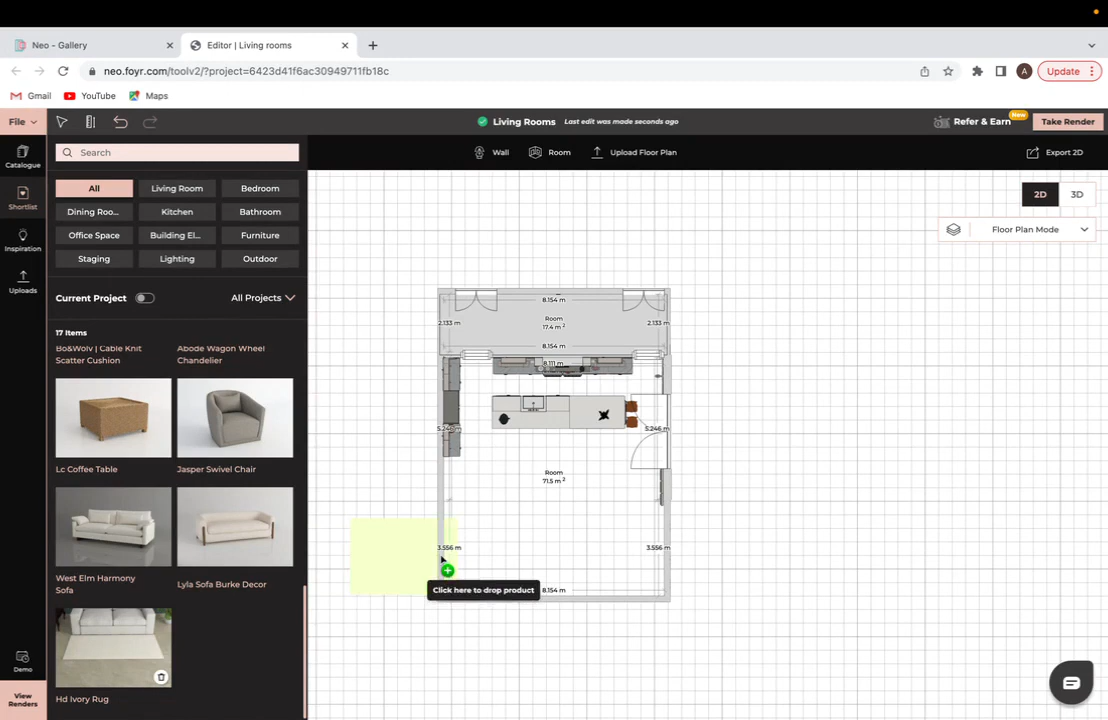 Neo - Gallery
Editor | Living rooms
neo.foyr.com/toolv2/?project=6423d41f6ac30949711fb18c
A
Update
Gmail
YouTube
Maps
File
Living Rooms
Last edit was made seconds ago
Refer & Earn
New
Take Render
Catalogue
Shortlist
Inspiration
Uploads
Demo
View
Renders
Search
All
Living Room
Bedroom
Dining Roo...
Kitchen
Bathroom
Office Space
Building El...
Furniture
Staging
Lighting
Outdoor
Current Project
All Projects
17 Items
Bo&Wolv | Cable Knit
Scatter Cushion
Abode Wagon Wheel
Chandelier
Lc Coffee Table
Jasper Swivel Chair
West Elm Harmony
Sofa
Lyla Sofa Burke Decor
Hd Ivory Rug
Wall
Room
Upload Floor Plan
Export 2D
2D
3D
Floor Plan Mode
8.154 m
2.133 m
Room
17.4 m²
2.133 m
8.154 m
8.111 m
5.246 m
5.246 m
Room
71.5 m²
3.556 m
3.556 m
Click here to drop product
8.154 m